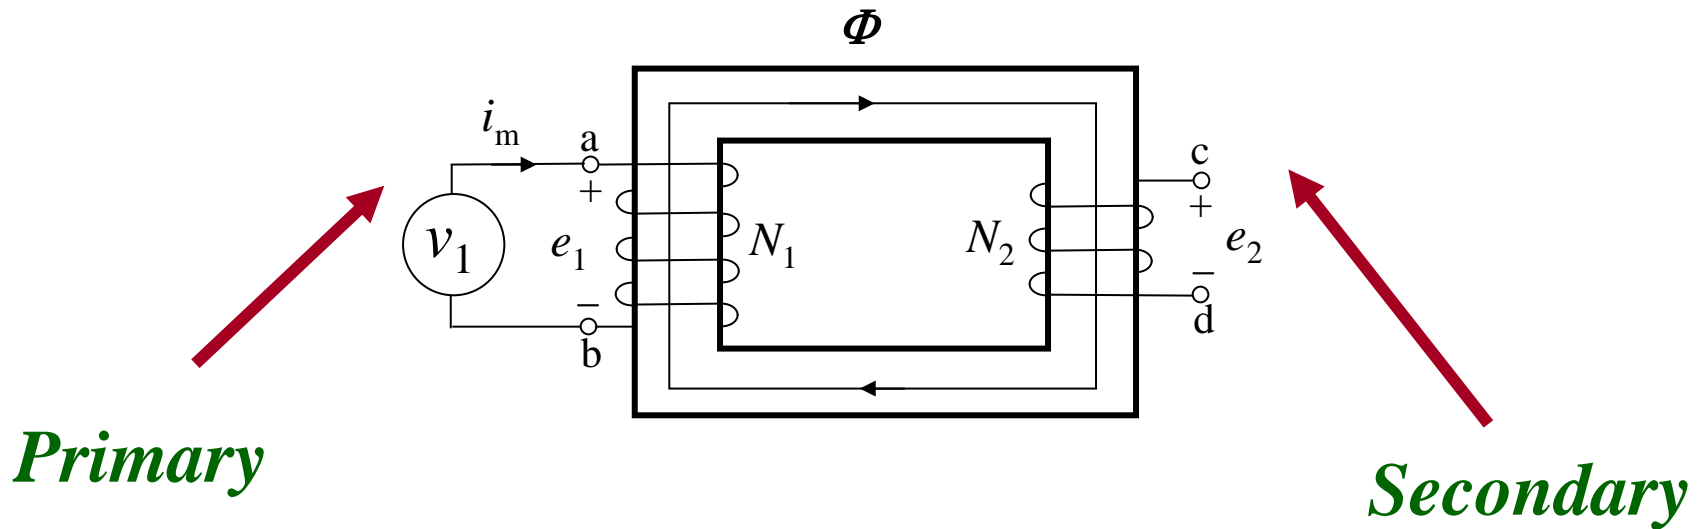 Φ
i_m
a
+
v_1
e_1
−
b
N_1
N_2
c
+
e_2
−
d
Primary
Secondary